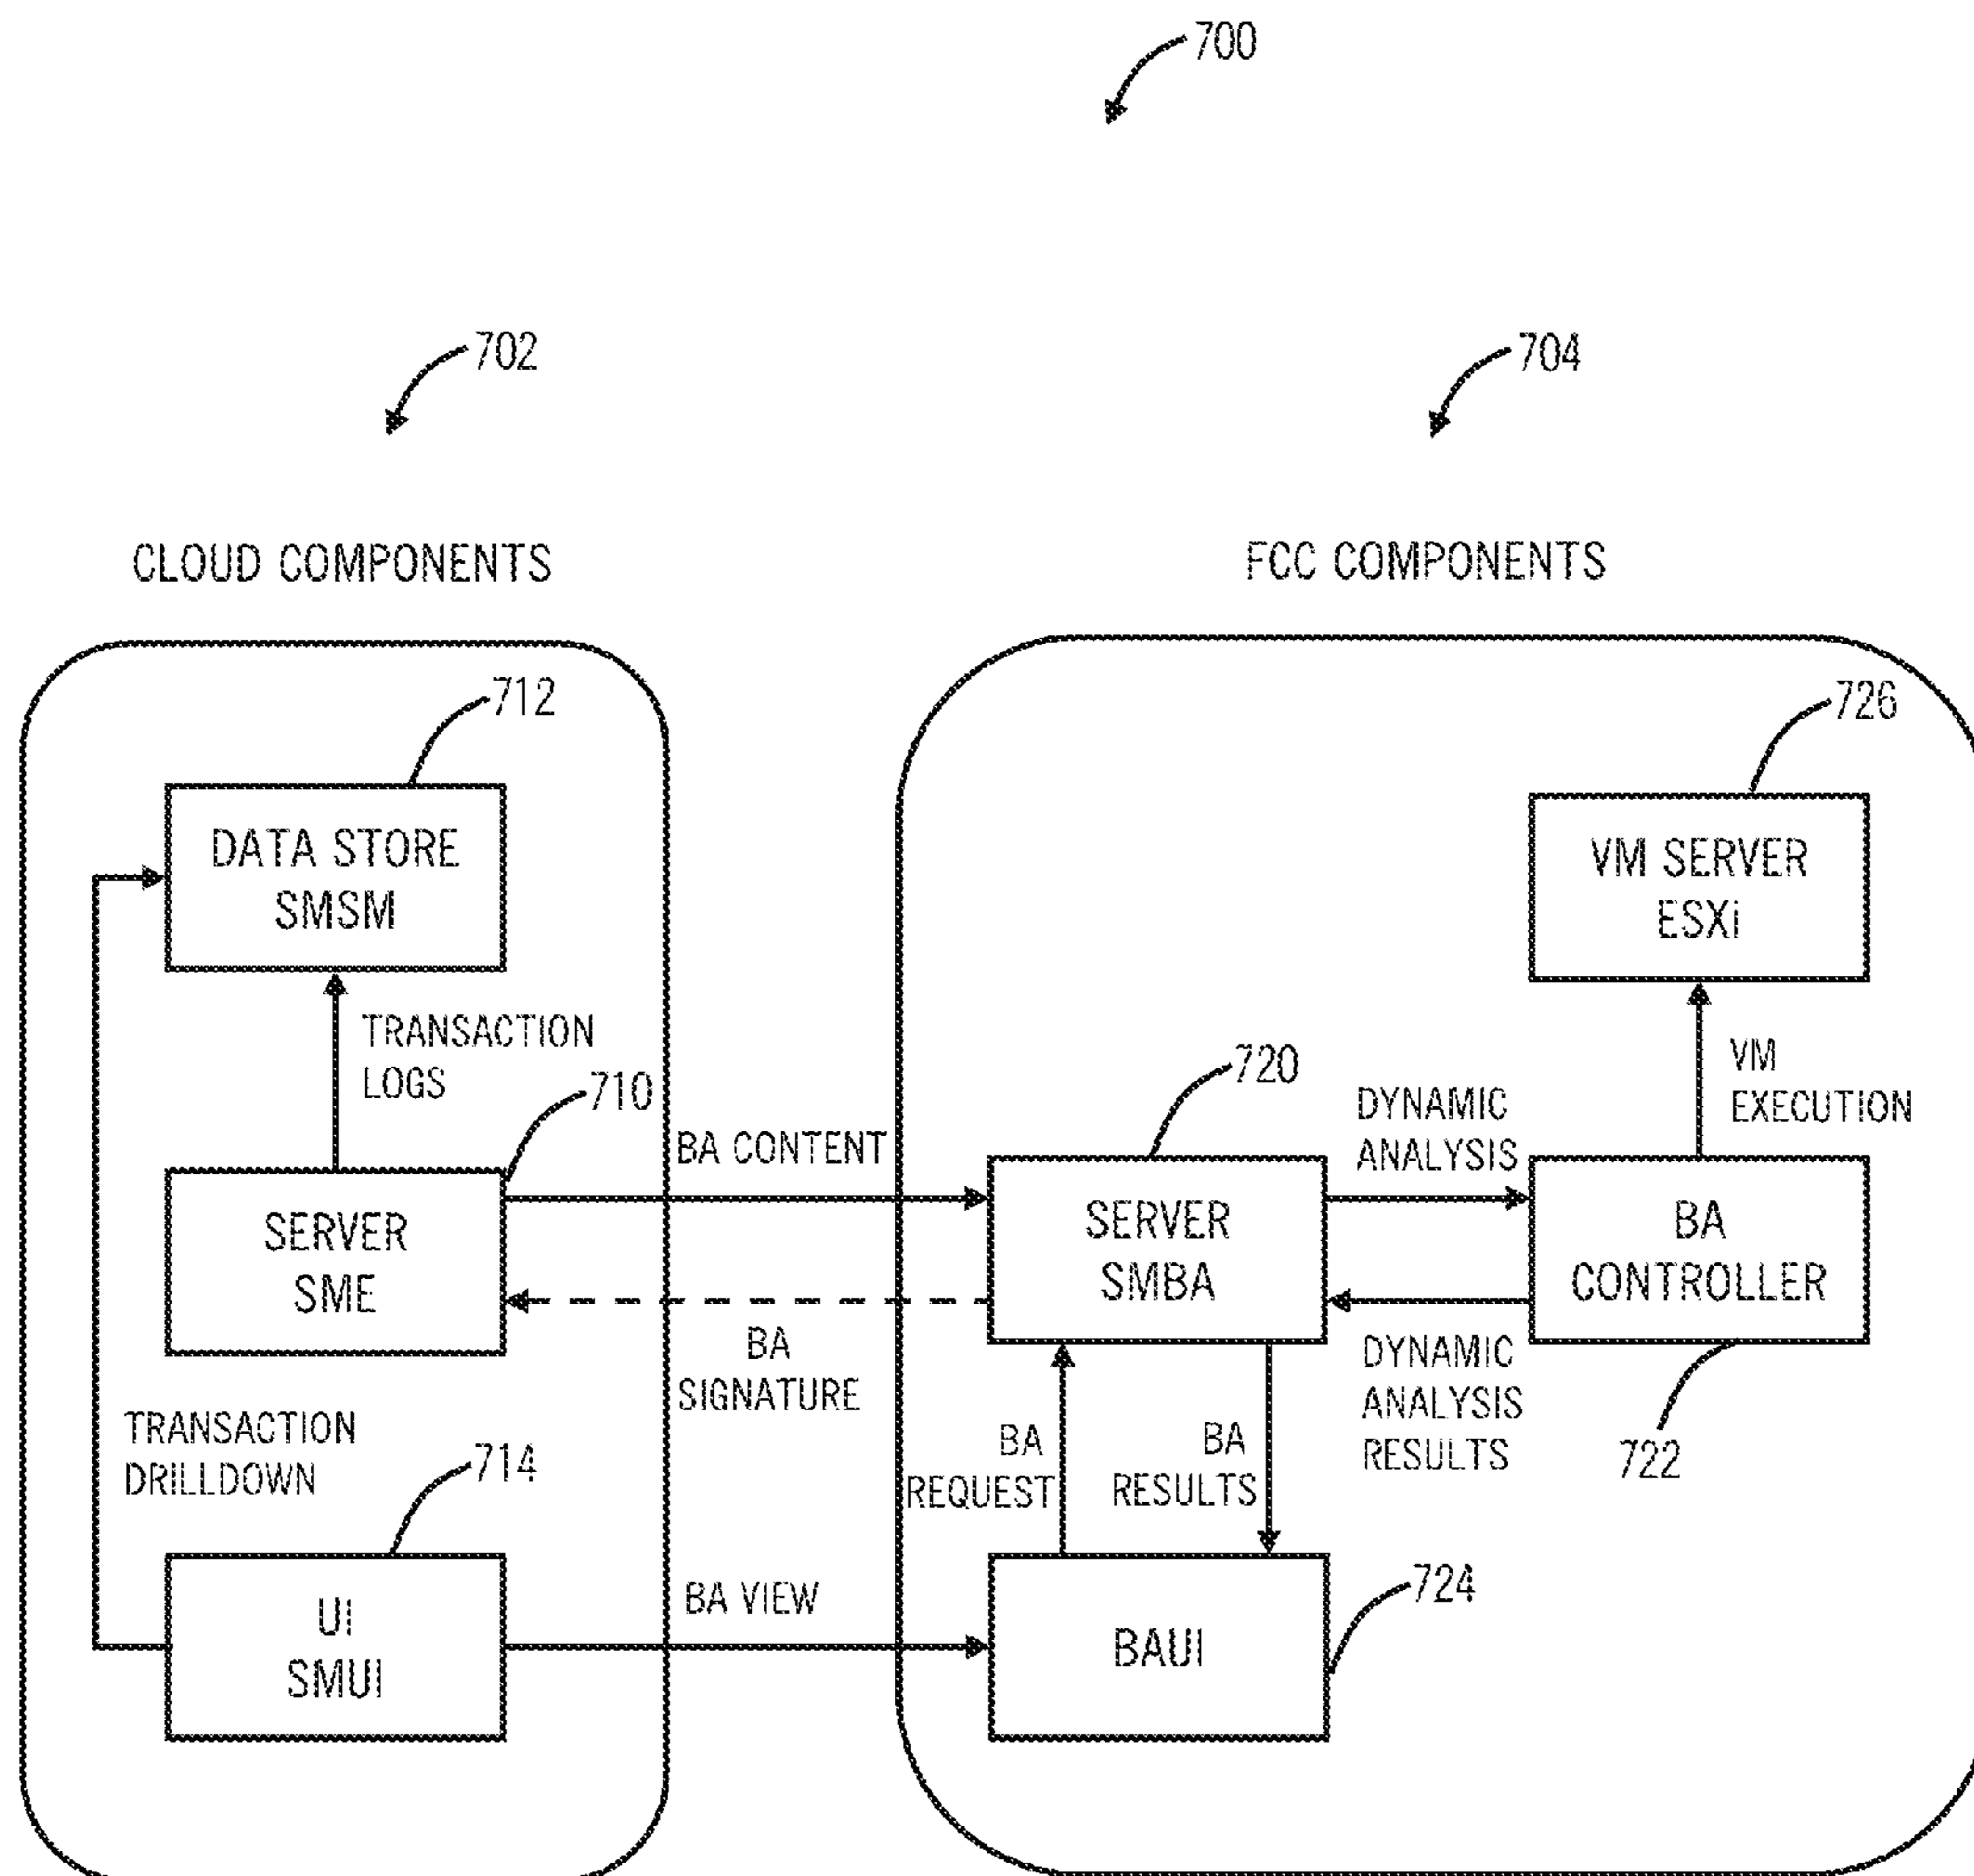 700
702
704
CLOUD COMPONENTS
FCC COMPONENTS
712
726
DATA STORE
SMSM
VM SERVER
ESXi
TRANSACTION
LOGS
710
720
VM
EXECUTION
BA CONTENT
DYNAMIC
ANALYSIS
SERVER
SME
SERVER
SMBA
BA
CONTROLLER
BA
SIGNATURE
DYNAMIC
ANALYSIS
RESULTS
722
TRANSACTION
DRILLDOWN
714
BA
REQUEST
BA
RESULTS
UI
SMUI
BA VIEW
BAUI
724